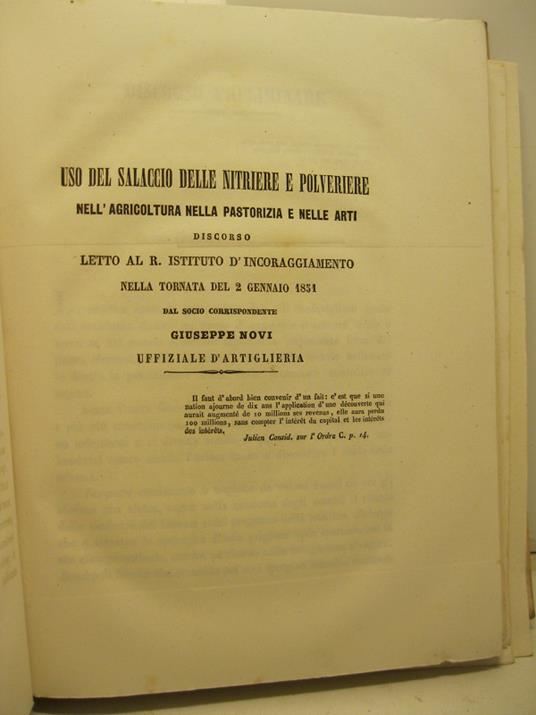 USO DEL SALACCIO DELLE NITRIERE E POLVERIERE
NELL'AGRICOLTURA NELLA PASTORIZIA E NELLE ARTI
DISCORSO
LETTO AL R. ISTITUTO D'INCORAGGIAMENTO
NELLA TORNATA DEL 2 GENNAIO 1851
DAL SOCIO CORRISPONDENTE
GIUSEPPE NOVI
UFFIZIALE D'ARTIGLIERIA
Il faut d'abord bien convenir d'un fait: c'est que si une
nation ajourne de dix ans l'application d'une découverte qui
aurait augmenté de 10 millions ses revenus, elle aura perdu
100 millions, sans compter l'intérêt du capital et les intérêts
des intérêts.
Julien Consid. sur l'Ordre C. p. 14.